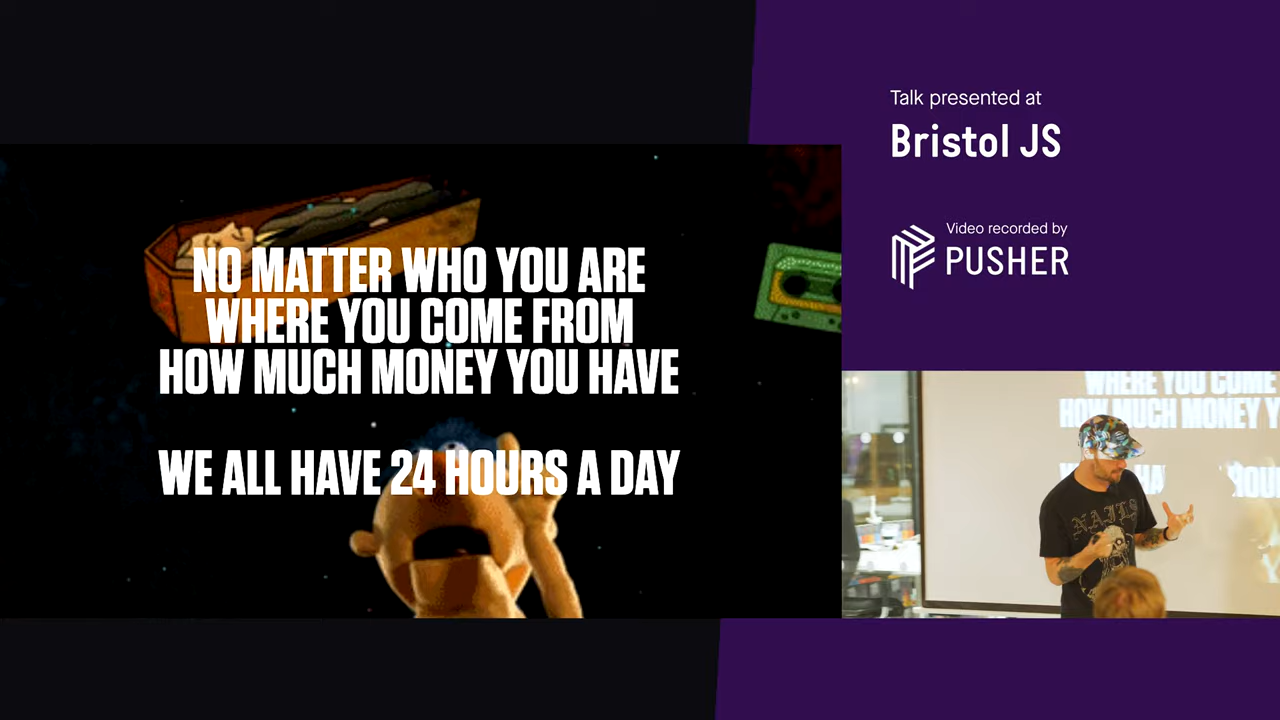 NO MATTER WHO YOU ARE
WHERE YOU COME FROM
HOW MUCH MONEY YOU HAVE
WE ALL HAVE 24 HOURS A DAY
Talk presented at
Bristol JS
Video recorded by
PUSHER
WHERE YOU COME
HOW MUCH MONEY Y
NAILS